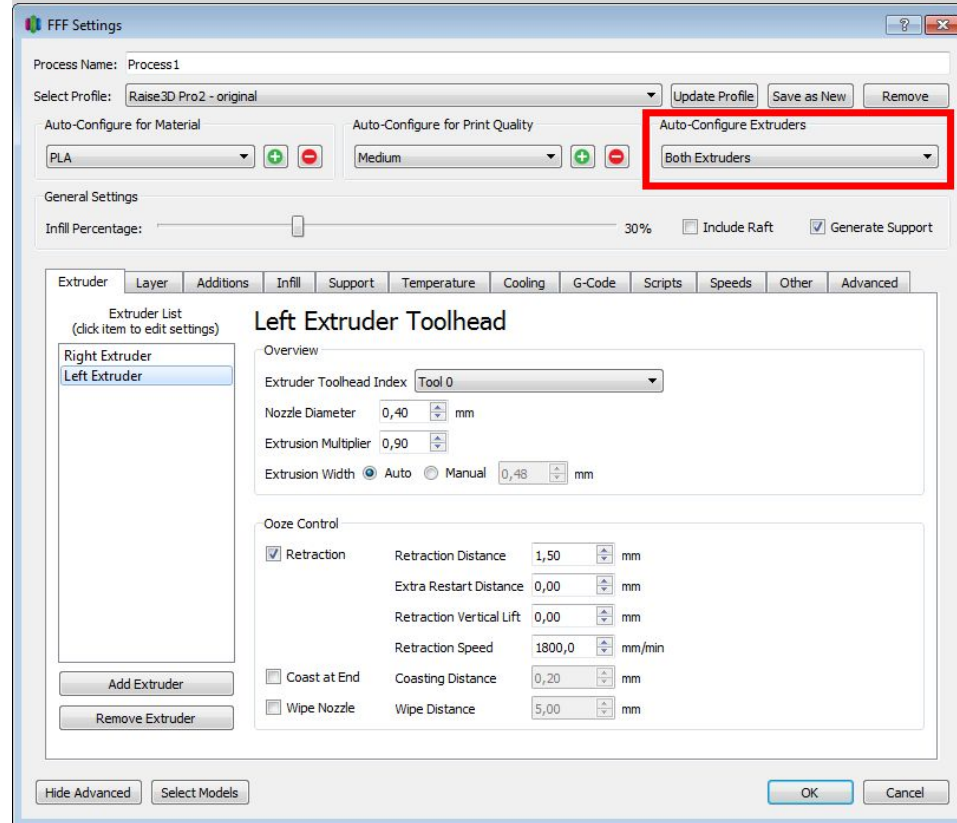 FFF Settings
Process Name: Process1
Select Profile: Raise3D Pro2 - original Update Profile Save as New Remove
Auto-Configure for Material Auto-Configure for Print Quality Auto-Configure Extruders
PLA Medium Both Extruders
General Settings
Infill Percentage: 30% Include Raft Generate Support
Extruder Layer Additions Infill Support Temperature Cooling G-Code Scripts Speeds Other Advanced
Extruder List
(click item to edit settings)
Right Extruder
Left Extruder
Add Extruder
Remove Extruder
Left Extruder Toolhead
Overview
Extruder Toolhead Index Tool 0
Nozzle Diameter 0,40 mm
Extrusion Multiplier 0,90
Extrusion Width Auto Manual 0,48 mm
Ooze Control
Retraction Retraction Distance 1,50 mm
Extra Restart Distance 0,00 mm
Retraction Vertical Lift 0,00 mm
Retraction Speed 1800,0 mm/min
Coast at End Coasting Distance 0,20 mm
Wipe Nozzle Wipe Distance 5,00 mm
Hide Advanced Select Models OK Cancel